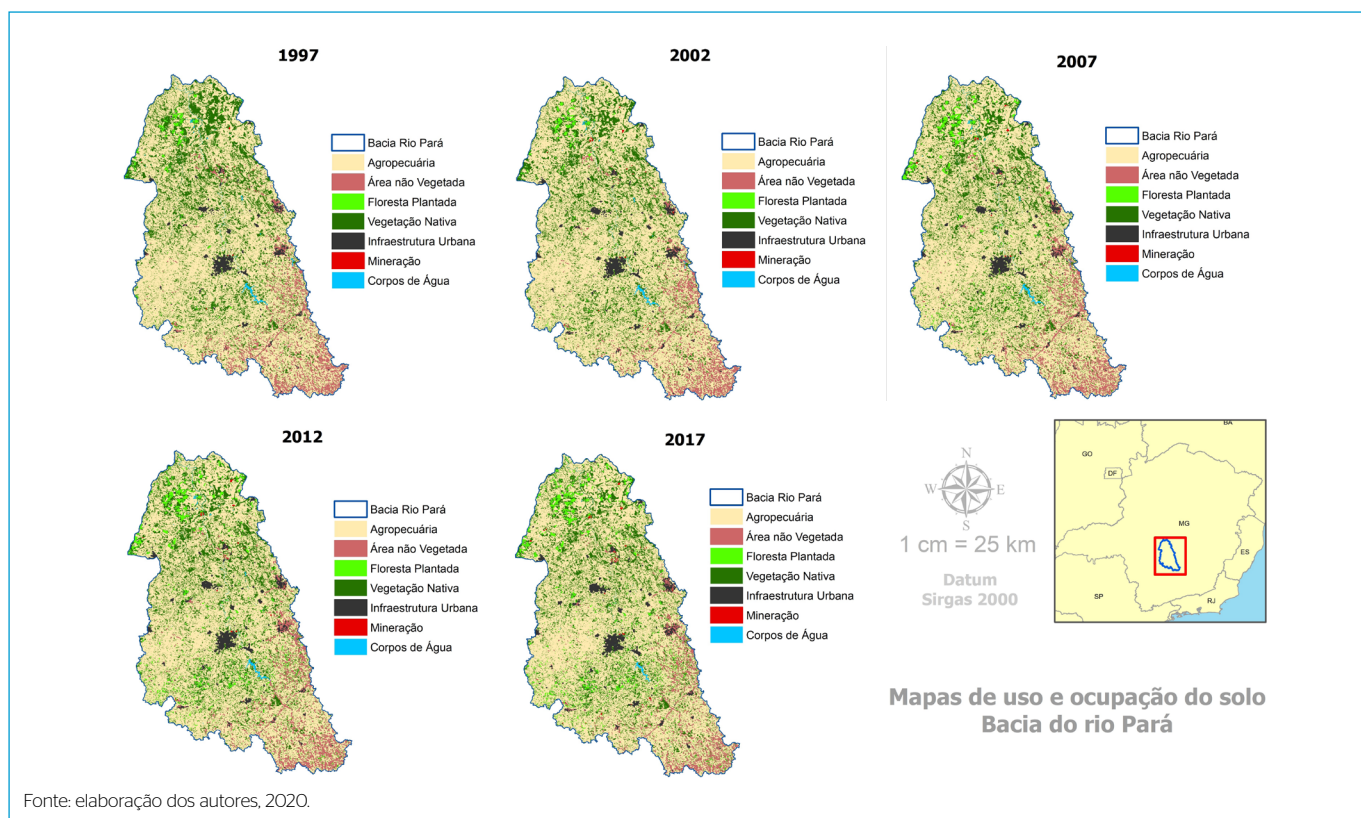 1997
Bacia Rio Pará
Agropecuária
Área não Vegetada
Floresta Plantada
Vegetação Nativa
Infraestrutura Urbana
Mineração
Corpos de Água
2002
Bacia Rio Pará
Agropecuária
Área não Vegetada
Floresta Plantada
Vegetação Nativa
Infraestrutura Urbana
Mineração
Corpos de Água
2007
Bacia Rio Pará
Agropecuária
Área não Vegetada
Floresta Plantada
Vegetação Nativa
Infraestrutura Urbana
Mineração
Corpos de Água
2012
Bacia Rio Pará
Agropecuária
Área não Vegetada
Floresta Plantada
Vegetação Nativa
Infraestrutura Urbana
Mineração
Corpos de Água
2017
Bacia Rio Pará
Agropecuária
Área não Vegetada
Floresta Plantada
Vegetação Nativa
Infraestrutura Urbana
Mineração
Corpos de Água
N
W E
S
1 cm = 25 km
Datum
Sirgas 2000
BA
GO
DF
MG
ES
SP
RJ
Mapas de uso e ocupação do solo
Bacia do rio Pará
Fonte: elaboração dos autores, 2020.